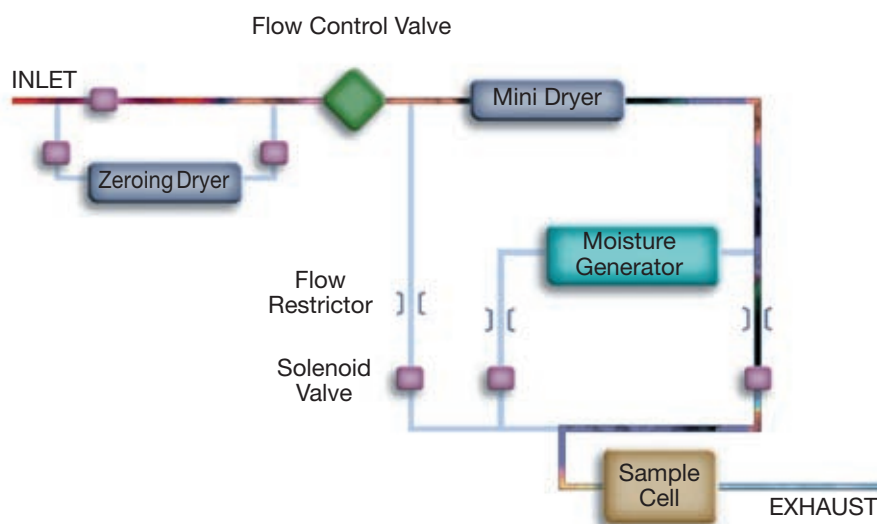 Flow Control Valve
INLET
Mini Dryer
Zeroing Dryer
Moisture
Generator
Flow
Restrictor
Solenoid
Valve
Sample
Cell
EXHAUST